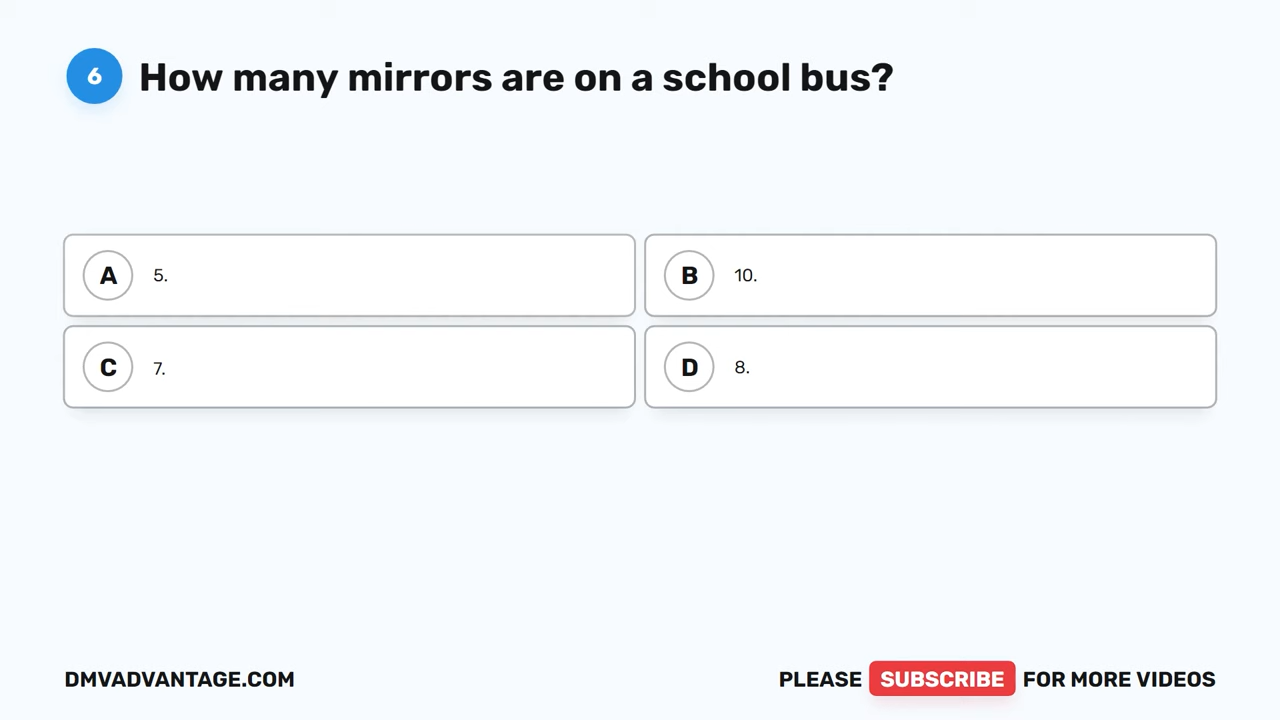 6 How many mirrors are on a school bus?
A 5.
B 10.
C 7.
D 8.
DMVADVANTAGE.COM
PLEASE SUBSCRIBE FOR MORE VIDEOS